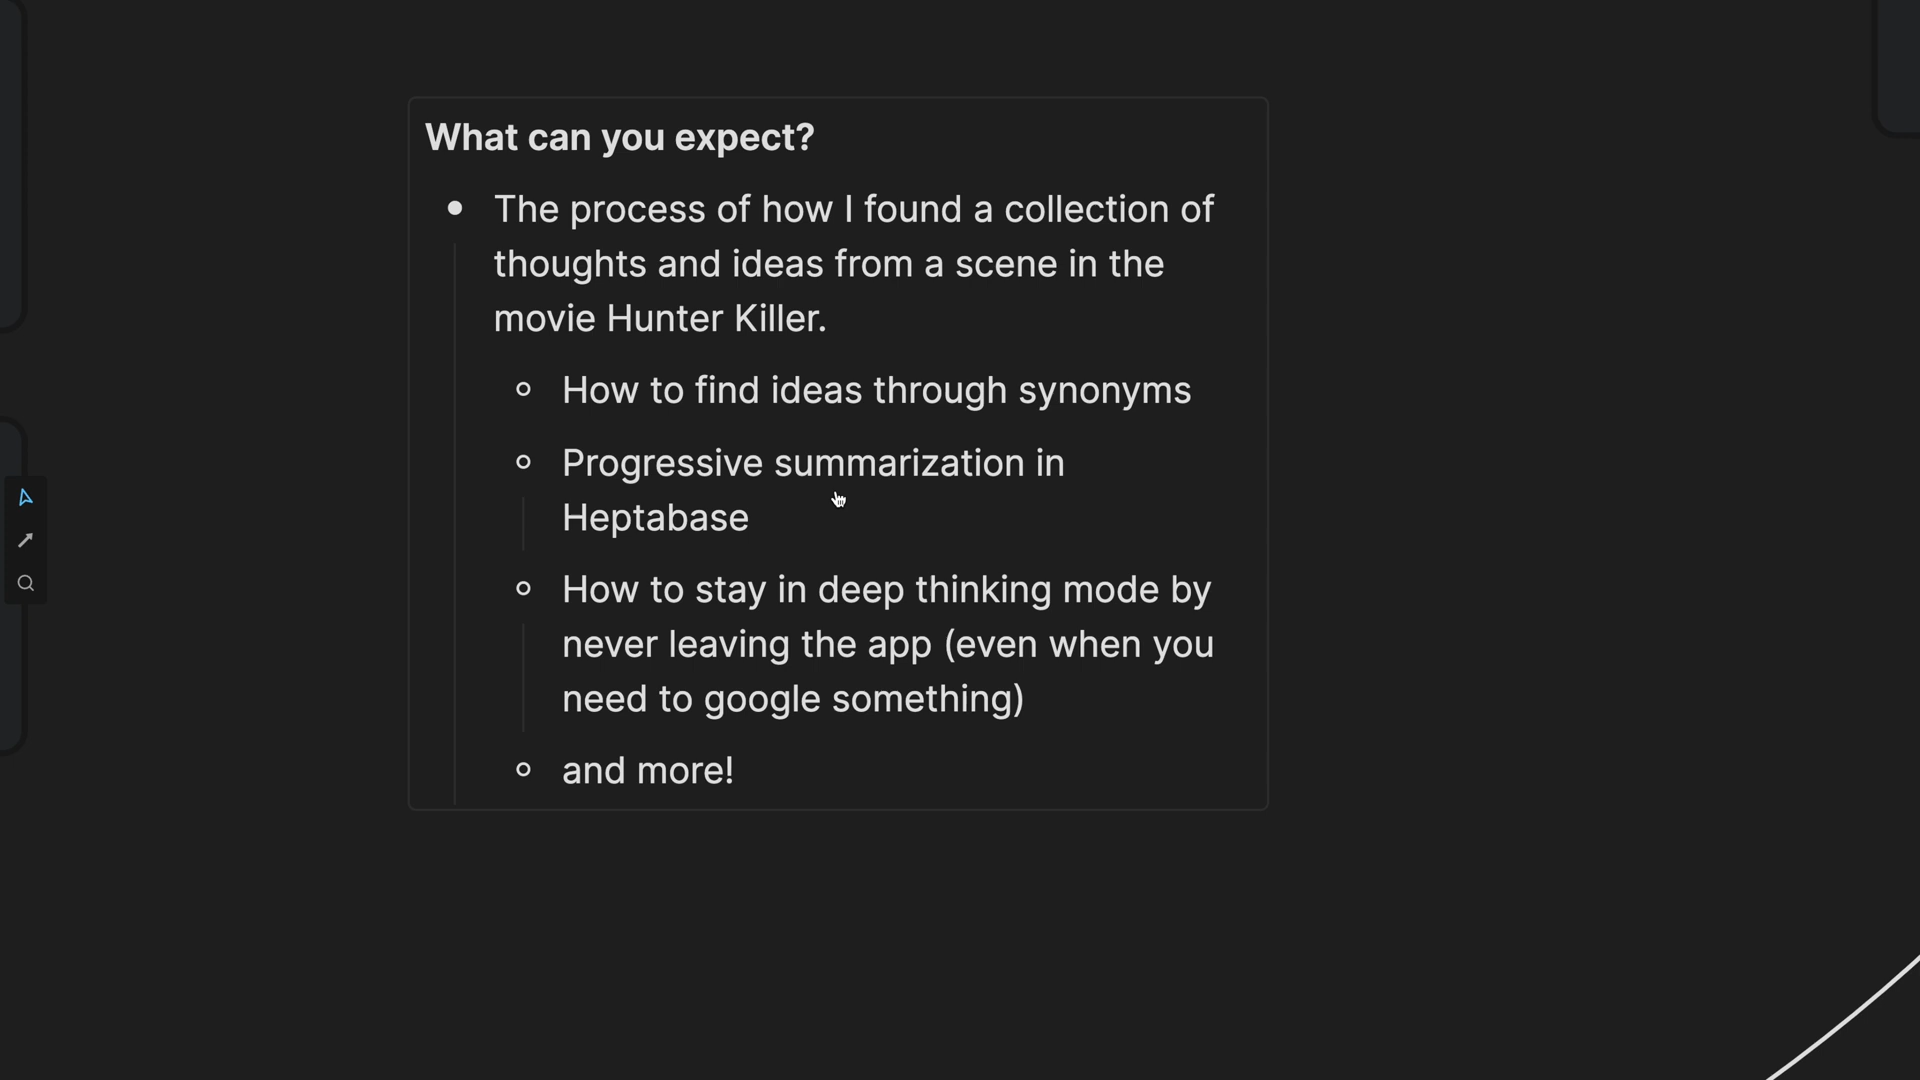 What can you expect?
The process of how I found a collection of
thoughts and ideas from a scene in the
movie Hunter Killer.
How to find ideas through synonyms
Progressive summarization in
Heptabase
How to stay in deep thinking mode by
never leaving the app (even when you
need to google something)
and more!